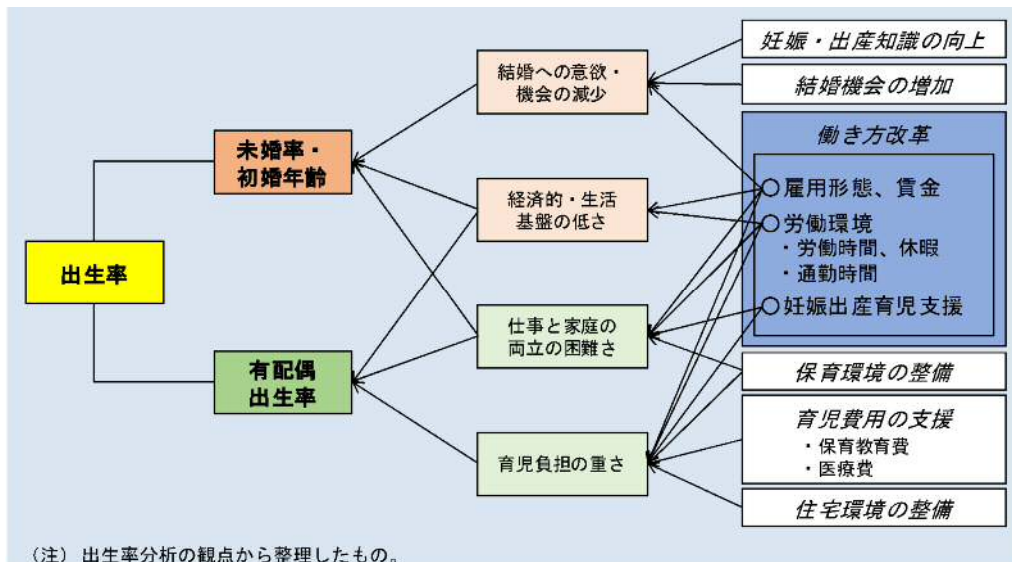 出生率
未婚率・
初婚年齢
有配偶
出生率
結婚への意欲・
機会の減少
経済的・生活
基盤の低さ
仕事と家庭の
両立の困難さ
育児負担の重さ
妊娠・出産知識の向上
結婚機会の増加
働き方改革
○雇用形態、賃金
○労働環境
・労働時間、休暇
・通勤時間
○妊娠出産育児支援
保育環境の整備
育児費用の支援
・保育教育費
・医療費
住宅環境の整備
（注） 出生率分析の観点から整理したもの。